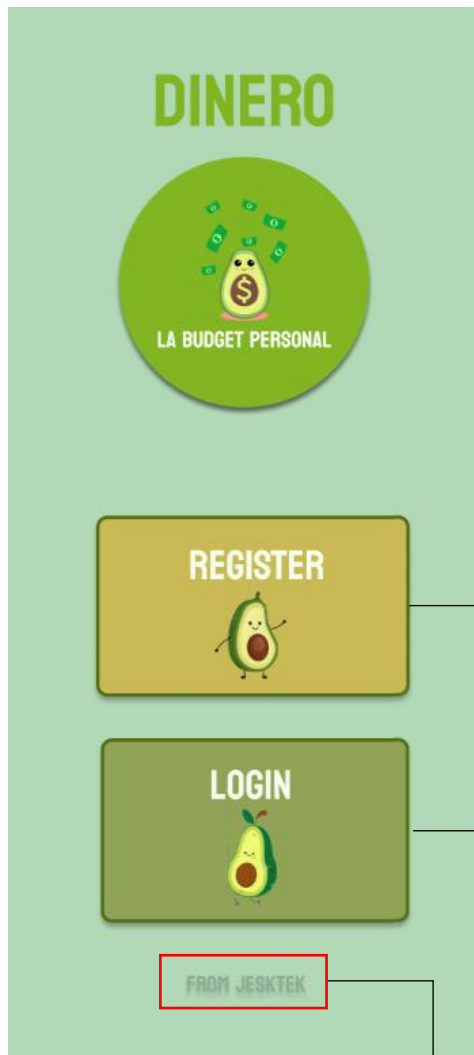 DINERO
$
LA BUDGET PERSONAL
REGISTER
LOGIN
FROM JESKTEK